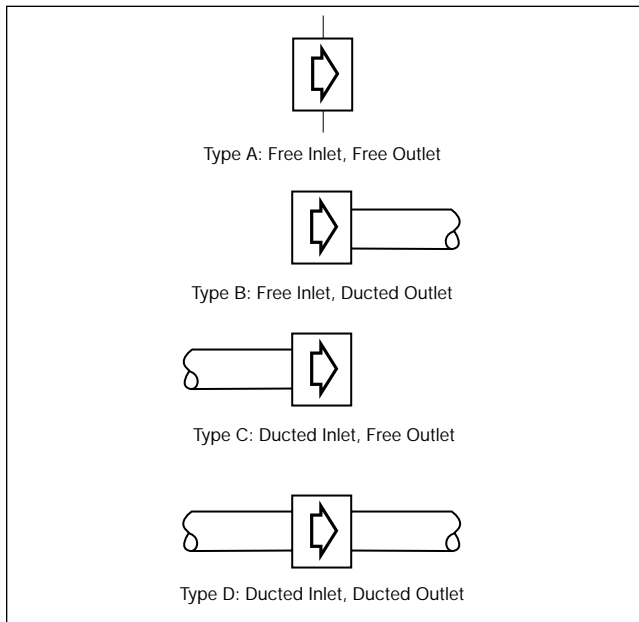 Type A: Free Inlet, Free Outlet
Type B: Free Inlet, Ducted Outlet
Type C: Ducted Inlet, Free Outlet
Type D: Ducted Inlet, Ducted Outlet